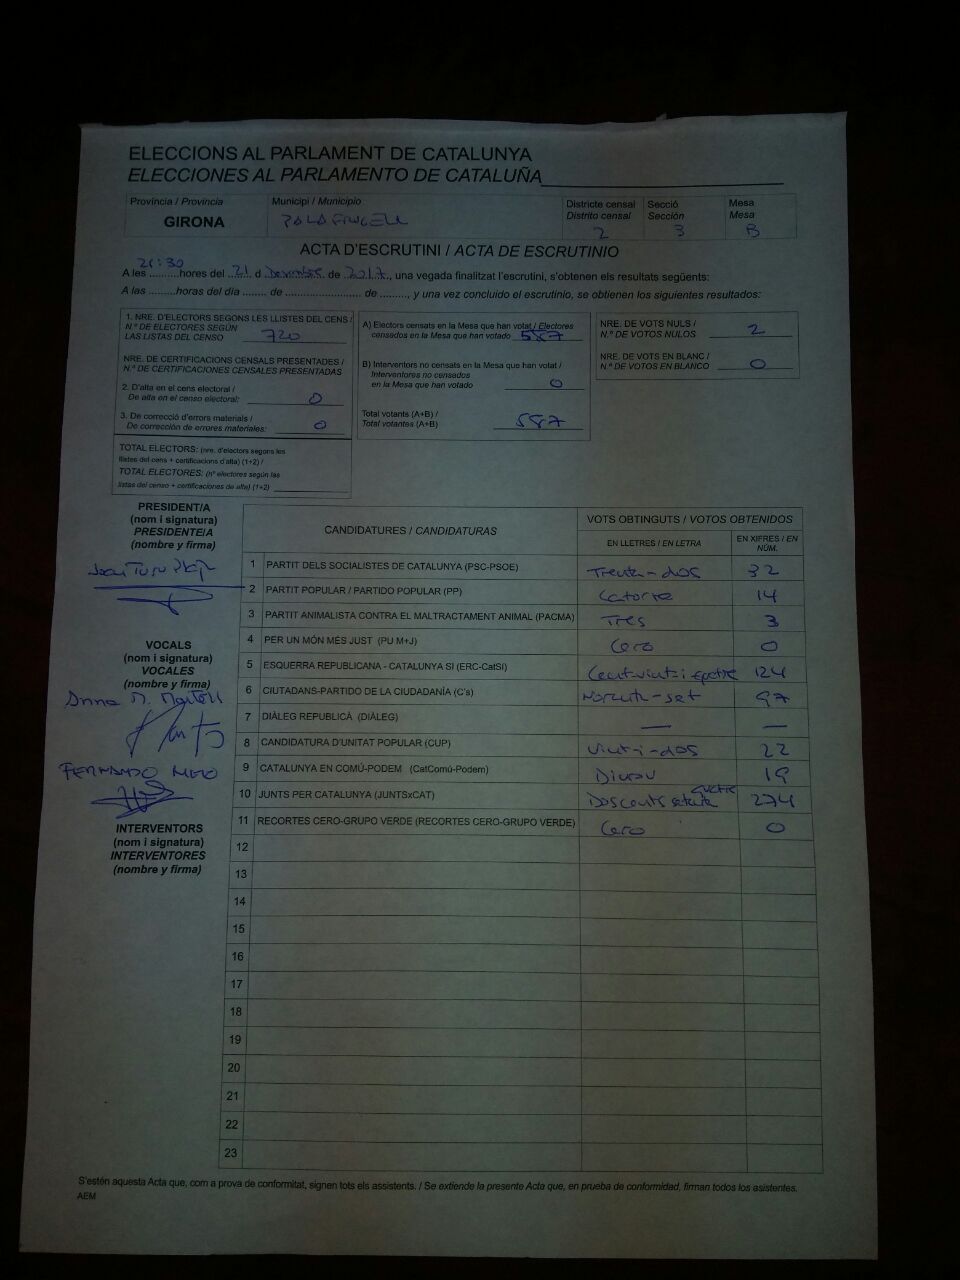 ELECCIONS AL PARLAMENT DE CATALUNYA
ELECCIONES AL PARLAMENTO DE CATALUÑA
Província / Provincia
GIRONA
Municipi / Municipio
PALAFRUGELL
Districte censal
Distrito censal
2
Secció
Sección
3
Mesa
Mesa
B
ACTA D'ESCRUTINI / ACTA DE ESCRUTINIO
21:30
A les ..........hores del ..21.. d Desembre de 2017, una vegada finalitzat l'escrutini, s'obtenen els resultats següents:
A las .........horas del día ........ de .......................... de ........., y una vez concluido el escrutinio, se obtienen los siguientes resultados:
1. NRE. D'ELECTORS SEGONS LES LLISTES DEL CENS /
N.º DE ELECTORES SEGÚN
LAS LISTAS DEL CENSO 720
NRE. DE CERTIFICACIONS CENSALS PRESENTADES /
N.º DE CERTIFICACIONES CENSALES PRESENTADAS
2. D'alta en el cens electoral /
De alta en el censo electoral: 0
3. De correcció d'errors materials /
De corrección de errores materiales: 0
TOTAL ELECTORS: (nre. d'electors segons les
llistes del cens + certificacions d'alta) (1+2) /
TOTAL ELECTORES: (nº electores según las
listas del censo + certificaciones de alta) (1+2)
A) Electors censats en la Mesa que han votat / Electores
censados en la Mesa que han votado 587
B) Interventors no censats en la Mesa que han votat /
Interventores no censados
en la Mesa que han votado 0
Total votants (A+B) /
Total votantes (A+B) 587
NRE. DE VOTS NULS /
N.º DE VOTOS NULOS 2
NRE. DE VOTS EN BLANC /
N.º DE VOTOS EN BLANCO 0
PRESIDENT/A
(nom i signatura)
PRESIDENTE/A
(nombre y firma)
VOCALS
(nom i signatura)
VOCALES
(nombre y firma)
Anna M.
FERNANDO
INTERVENTORS
(nom i signatura)
INTERVENTORES
(nombre y firma)
CANDIDATURES / CANDIDATURAS
VOTS OBTINGUTS / VOTOS OBTENIDOS
EN LLETRES / EN LETRA
EN XIFRES / EN
NÚM.
1 PARTIT DELS SOCIALISTES DE CATALUNYA (PSC-PSOE) Trenta-dos 32
2 PARTIT POPULAR / PARTIDO POPULAR (PP) Catorze 14
3 PARTIT ANIMALISTA CONTRA EL MALTRACTAMENT ANIMAL (PACMA) Tres 3
4 PER UN MÓN MÉS JUST (PU M+J) Cero 0
5 ESQUERRA REPUBLICANA - CATALUNYA SÍ (ERC-CatSí) Cent-vint-i-quatre 124
6 CIUTADANS-PARTIDO DE LA CIUDADANÍA (C's) Noranta-set 97
7 DIÀLEG REPUBLICÀ (DIÀLEG) — —
8 CANDIDATURA D'UNITAT POPULAR (CUP) Vint-i-dos 22
9 CATALUNYA EN COMÚ-PODEM (CatComú-Podem) Dinou 19
10 JUNTS PER CATALUNYA (JUNTSxCAT) Doscents setanta quatre 274
11 RECORTES CERO-GRUPO VERDE (RECORTES CERO-GRUPO VERDE) Cero 0
12
13
14
15
16
17
18
19
20
21
22
23
S'estén aquesta Acta que, com a prova de conformitat, signen tots els assistents. / Se extiende la presente Acta que, en prueba de conformidad, firman todos los asistentes.
AEM